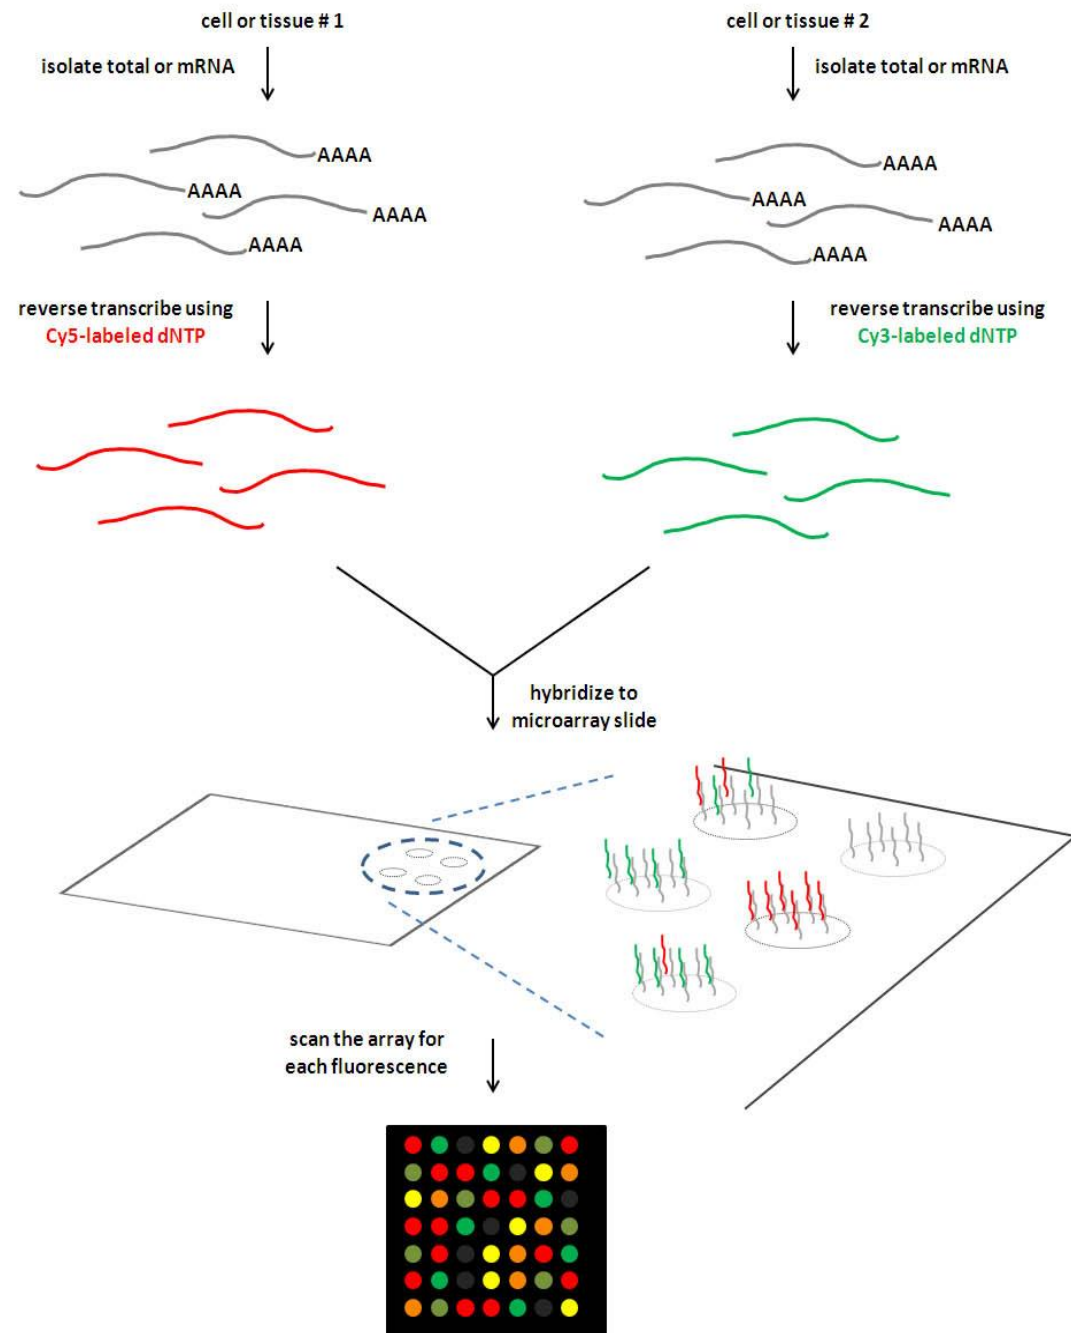 cell or tissue # 1
cell or tissue # 2
isolate total or mRNA
isolate total or mRNA
AAAA
AAAA
AAAA
AAAA
AAAA
AAAA
AAAA
AAAA
reverse transcribe using
Cy5-labeled dNTP
reverse transcribe using
Cy3-labeled dNTP
hybridize to
microarray slide
scan the array for
each fluorescence